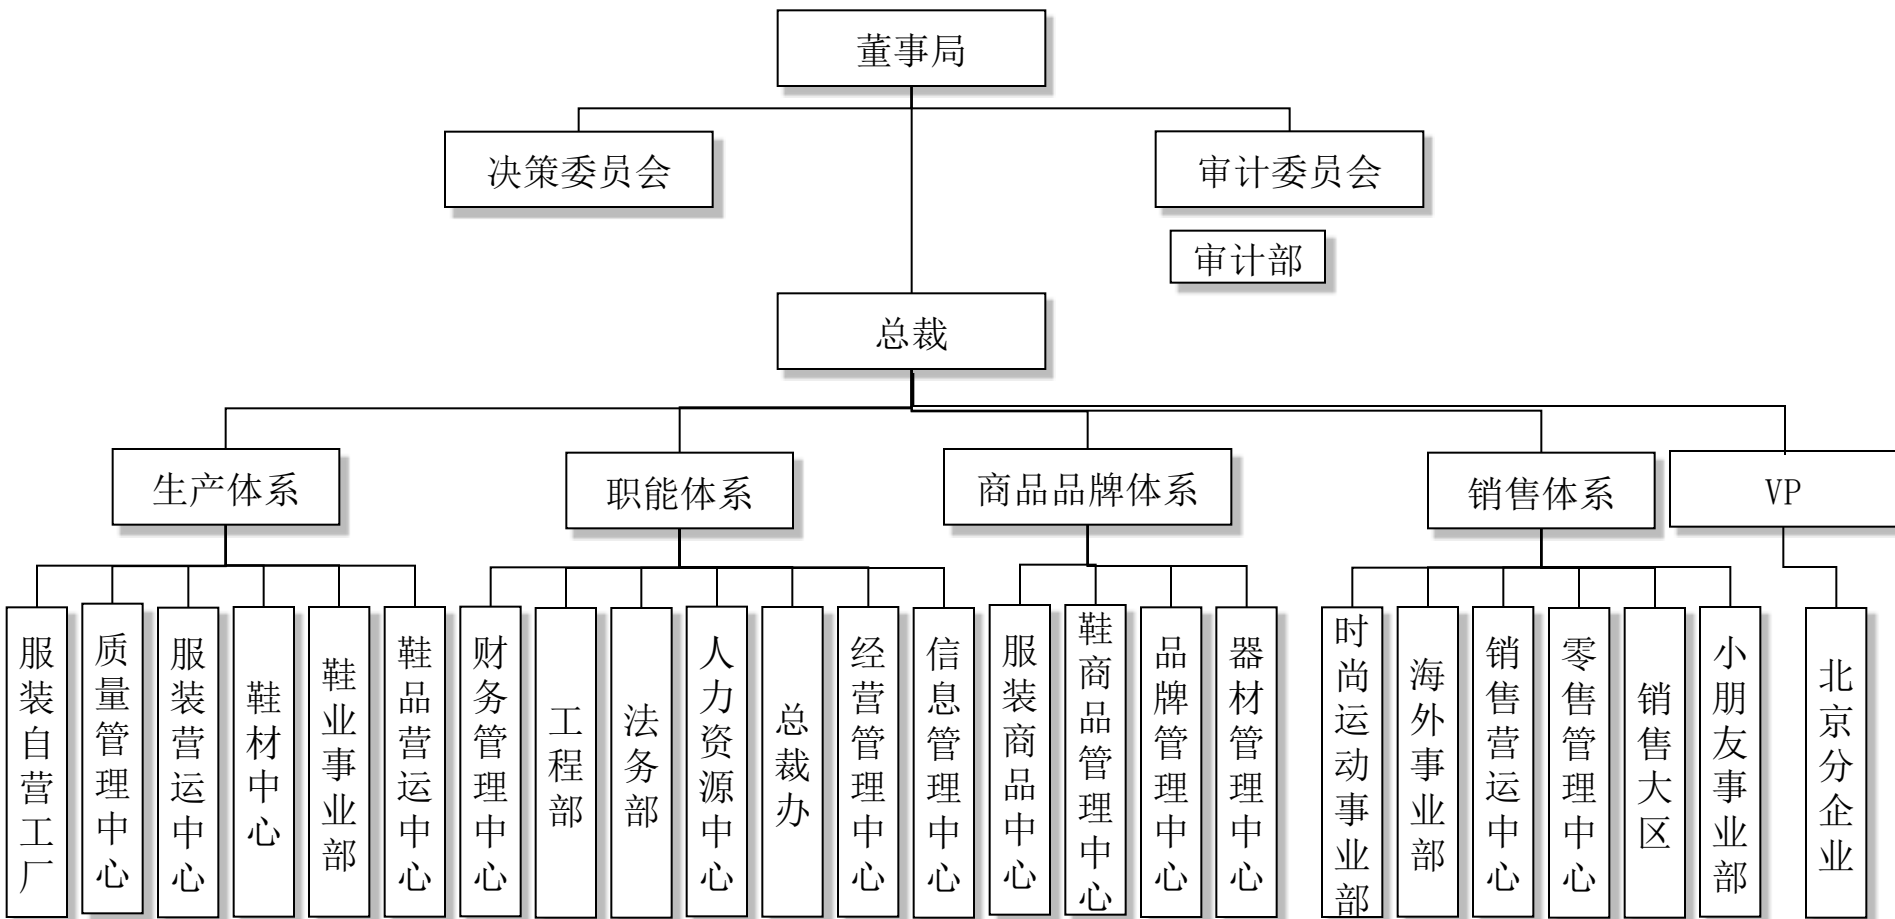 董事局
决策委员会
审计委员会
审计部
总裁
生产体系
职能体系
商品品牌体系
销售体系
VP
服装自营工厂
质量管理中心
服装营运中心
鞋材中心
鞋业事业部
鞋品营运中心
财务管理中心
工程部
法务部
人力资源中心
总裁办
经营管理中心
信息管理中心
服装商品中心
鞋商品管理中心
品牌管理中心
器材管理中心
时尚运动事业部
海外事业部
销售营运中心
零售管理中心
销售大区
小朋友事业部
北京分企业